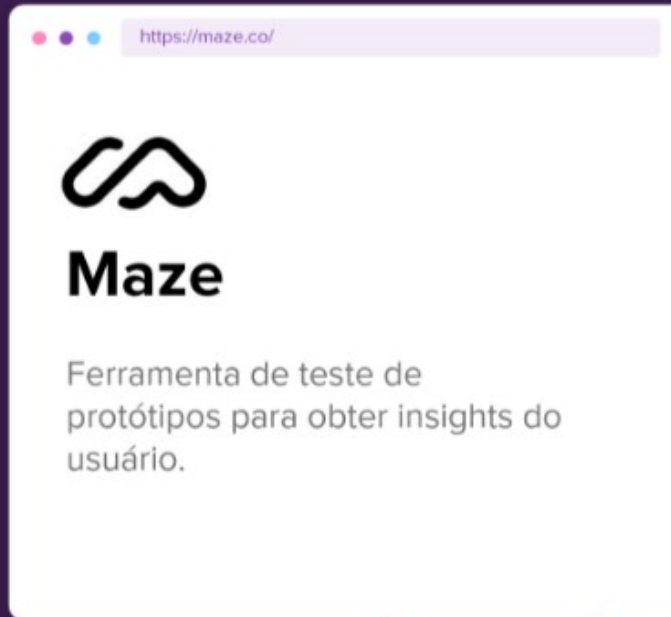 https://maze.co/
Maze
Ferramenta de teste de
protótipos para obter insights do
usuário.